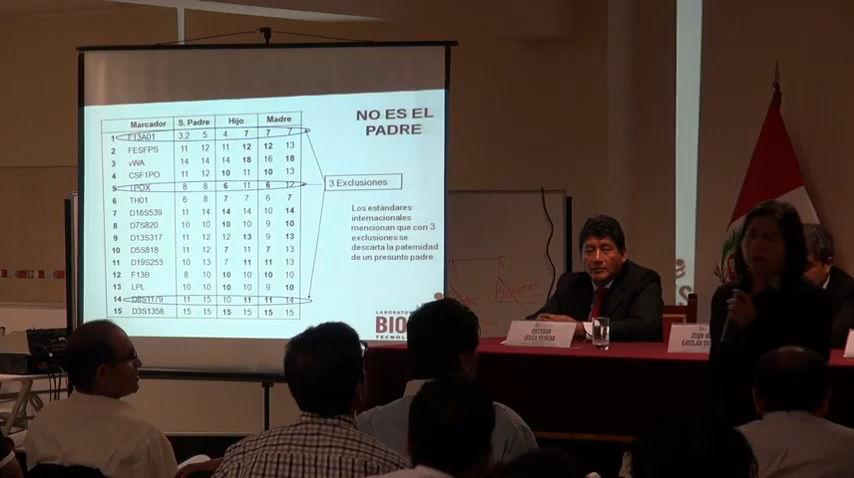 NO ES EL
PADRE
Marcador S. Padre Hijo Madre
1 F13A01 3,2 5 4 7 7 7
2 FESFPS 11 12 11 12 12 13
3 vWA 14 14 14 18 16 18
4 CSF1PO 11 12 10 11 10 13
5 TPOX 8 8 6 11 6 12
6 TH01 6 8 7 7 6 7
7 D16S539 11 14 14 14 10 14
8 D7S820 10 10 10 10 9 10
9 D13S317 11 12 12 13 9 13
10 D5S818 11 12 7 11 7 13
11 D19S253 10 13 7 11 11 13
12 F13B 8 10 10 10 10 10
13 LPL 10 10 10 10 9 10
14 D8S1179 11 15 10 11 11 14
15 D3S1358 15 15 15 15 15 15
3 Exclusiones
Los estándares
internacionales
mencionan que con 3
exclusiones se
descarta la paternidad
de un presunto padre
LABORATOR
BIO
TECNOL
ESTEBAN
JUAN M